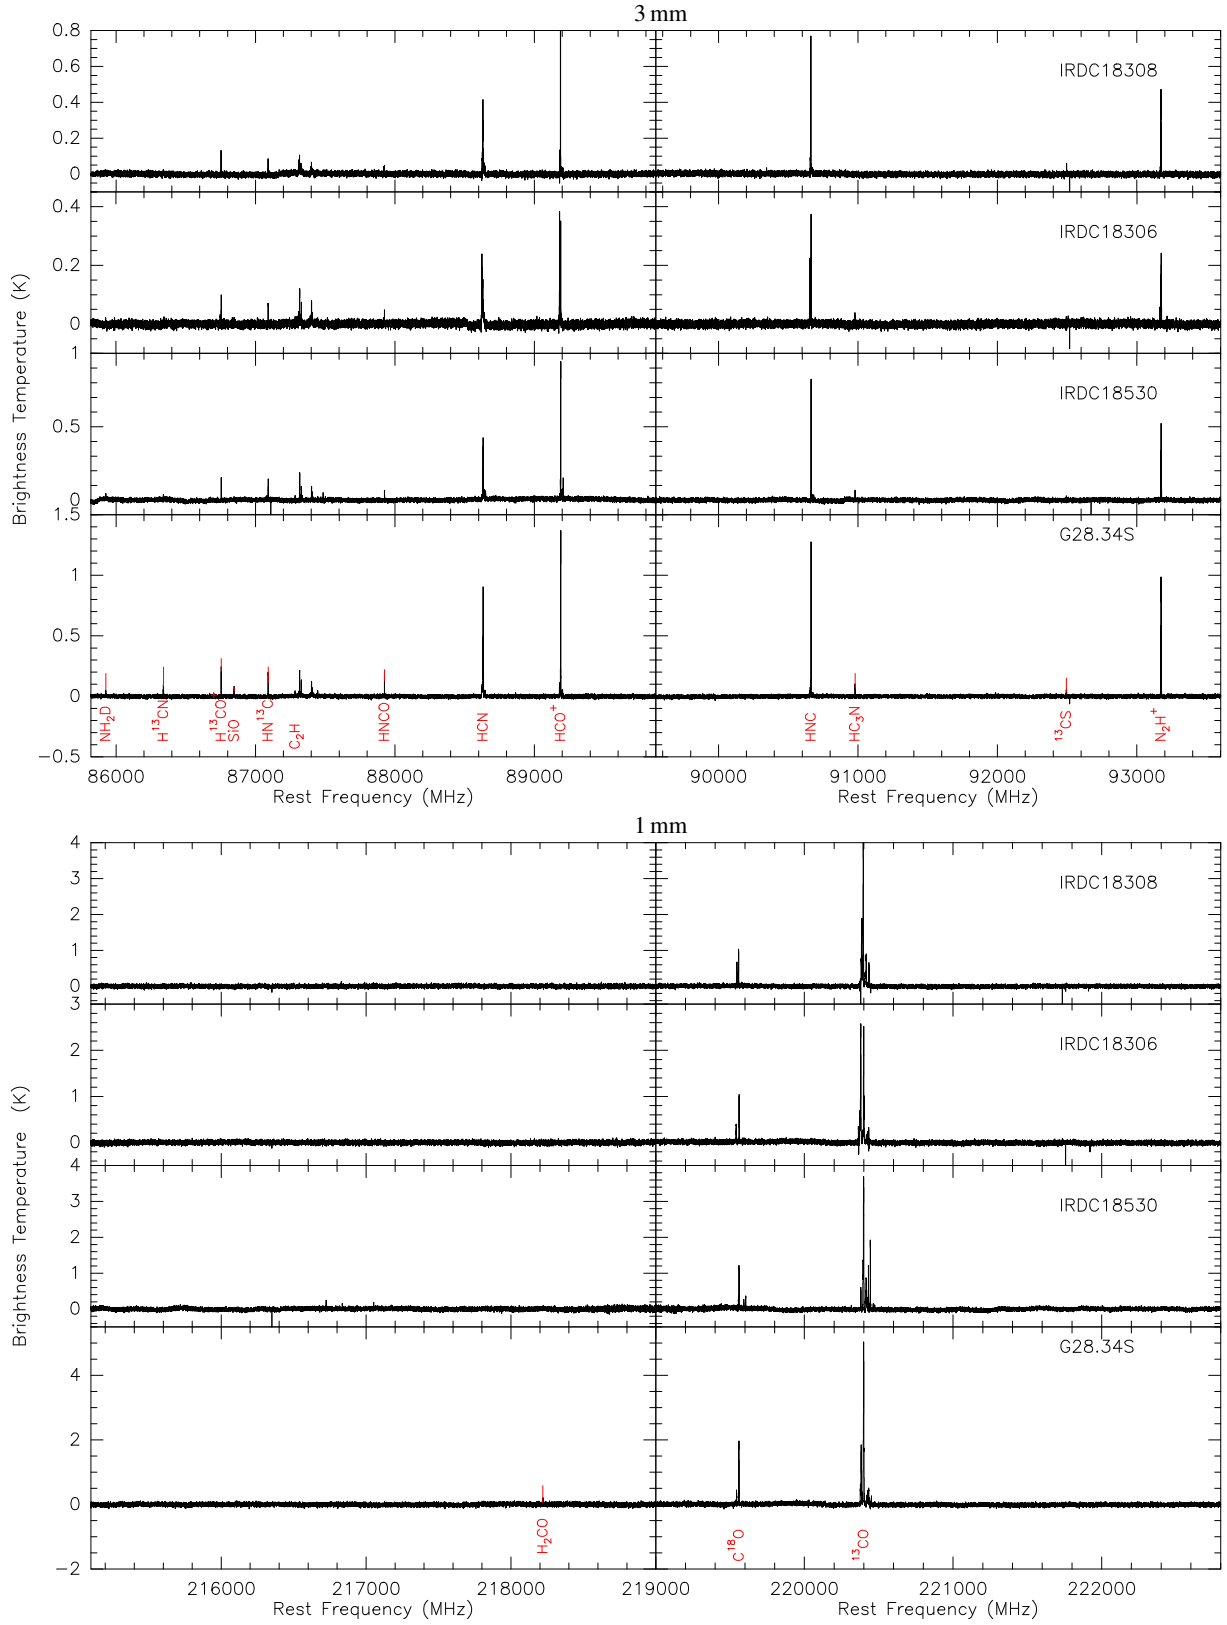 3 mm
0.8
0.6
0.4
0.2
0
IRDC18308
0.4
0.2
0
IRDC18306
1
0.5
0
IRDC18530
1.5
1
0.5
0
−0.5
G28.34S
Brightness Temperature (K)
NH₂D
H¹³CN
H¹³CO⁺
SiO
HN¹³C
C₂H
HNCO
HCN
HCO⁺
HNC
HC₃N
¹³CS
N₂H⁺
86000 87000 88000 89000 90000 91000 92000 93000
Rest Frequency (MHz) Rest Frequency (MHz)
1 mm
4
3
2
1
0
IRDC18308
3
2
1
0
IRDC18306
4
3
2
1
0
IRDC18530
4
2
0
−2
G28.34S
Brightness Temperature (K)
H₂CO
C¹⁸O
¹³CO
216000 217000 218000 219000 220000 221000 222000
Rest Frequency (MHz) Rest Frequency (MHz)